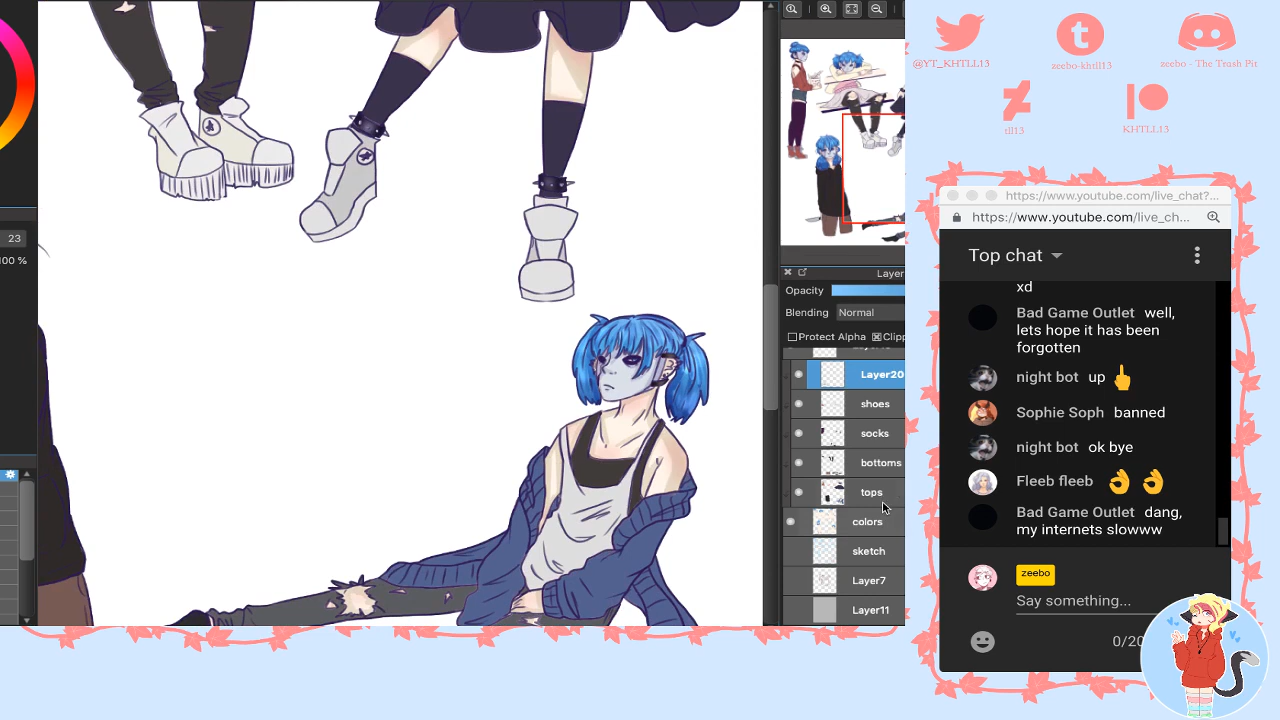 @YT_KHTLL13
zeebo-khtll13
zeebo - The Trash Pit
tll13
KHTLL13
23
100 %
Layer
Opacity
Blending Normal
Protect Alpha Clipp
Layer20
shoes
socks
bottoms
tops
colors
sketch
Layer7
Layer11
https://www.youtube.com/live_chat?...
https://www.youtube.com/live_ch...
Top chat
xd
Bad Game Outlet well,
lets hope it has been
forgotten
night bot up 👆
Sophie Soph banned
night bot ok bye
Fleeb fleeb 👌 👌
Bad Game Outlet dang,
my internets slowww
zeebo
Say something...
0/20